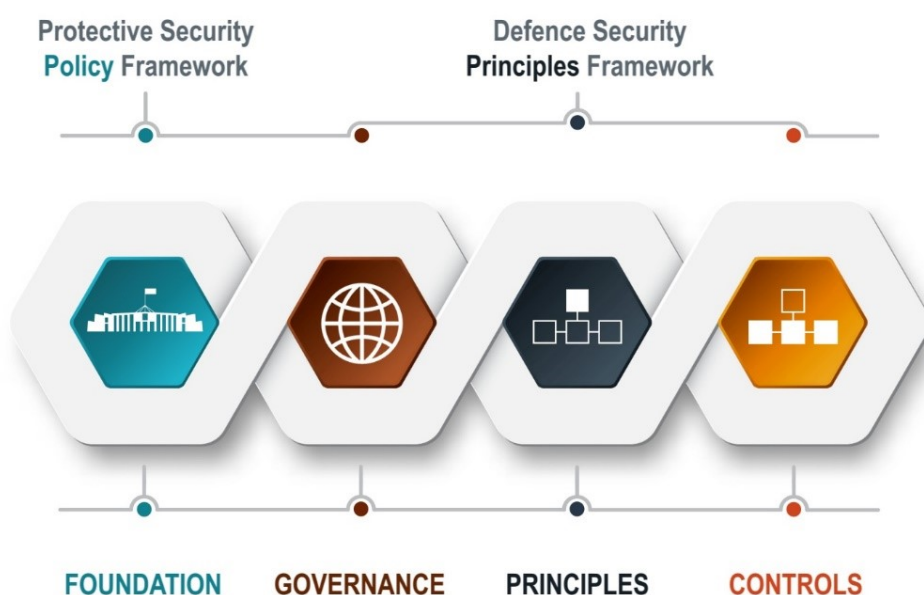 Protective Security
Policy Framework
Defence Security
Principles Framework
FOUNDATION
GOVERNANCE
PRINCIPLES
CONTROLS